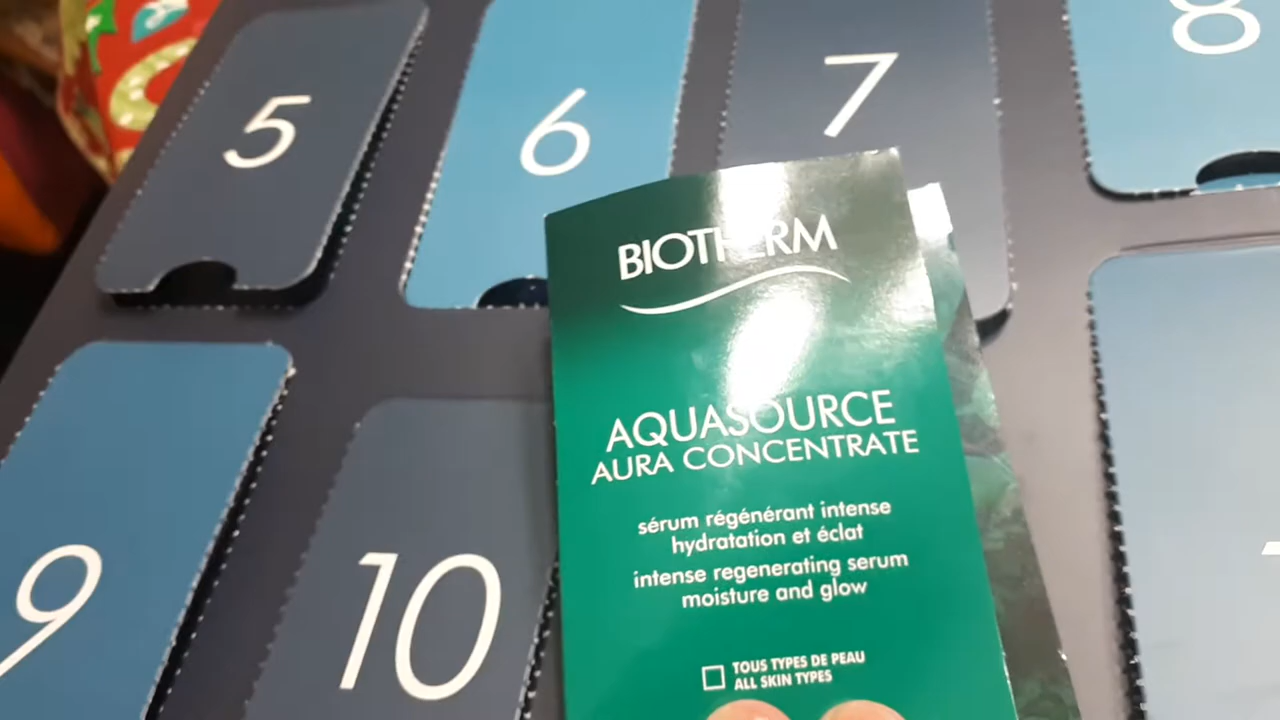 5
6
7
8
BIOTHERM
AQUASOURCE
AURA CONCENTRATE
sérum régénérant intense
hydratation et éclat
intense regenerating serum
moisture and glow
TOUS TYPES DE PEAU
ALL SKIN TYPES
9
10